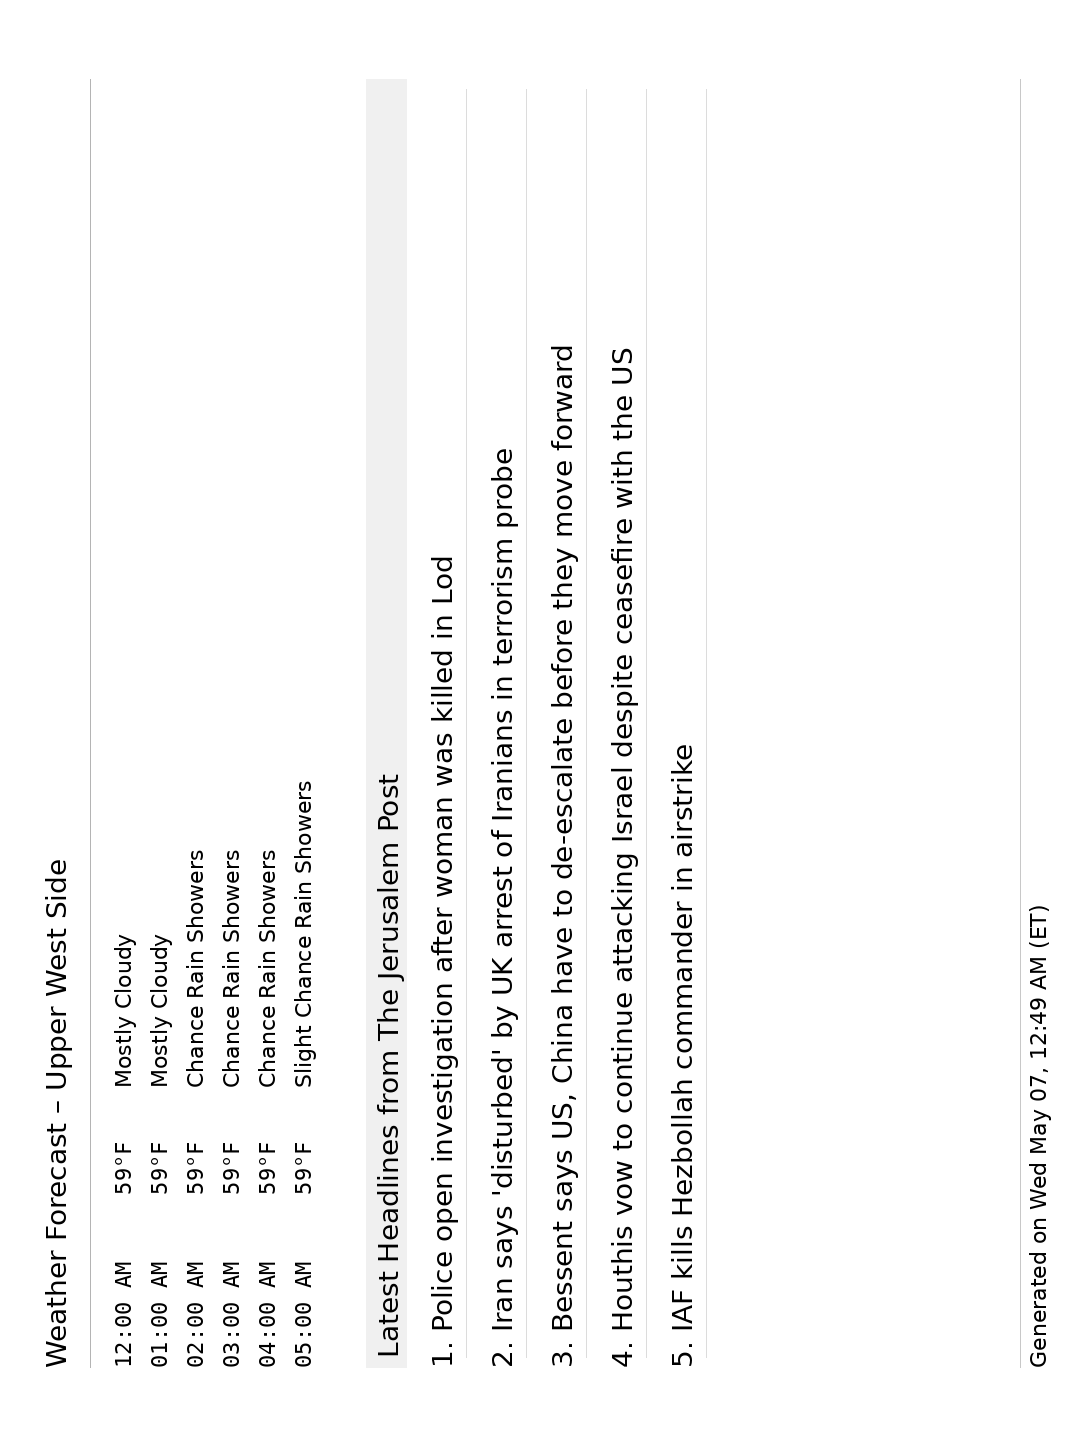 Weather Forecast – Upper West Side
12:00 AM 59°F Mostly Cloudy
01:00 AM 59°F Mostly Cloudy
02:00 AM 59°F Chance Rain Showers
03:00 AM 59°F Chance Rain Showers
04:00 AM 59°F Chance Rain Showers
05:00 AM 59°F Slight Chance Rain Showers
Latest Headlines from The Jerusalem Post
1. Police open investigation after woman was killed in Lod
2. Iran says 'disturbed' by UK arrest of Iranians in terrorism probe
3. Bessent says US, China have to de-escalate before they move forward
4. Houthis vow to continue attacking Israel despite ceasefire with the US
5. IAF kills Hezbollah commander in airstrike
Generated on Wed May 07, 12:49 AM (ET)